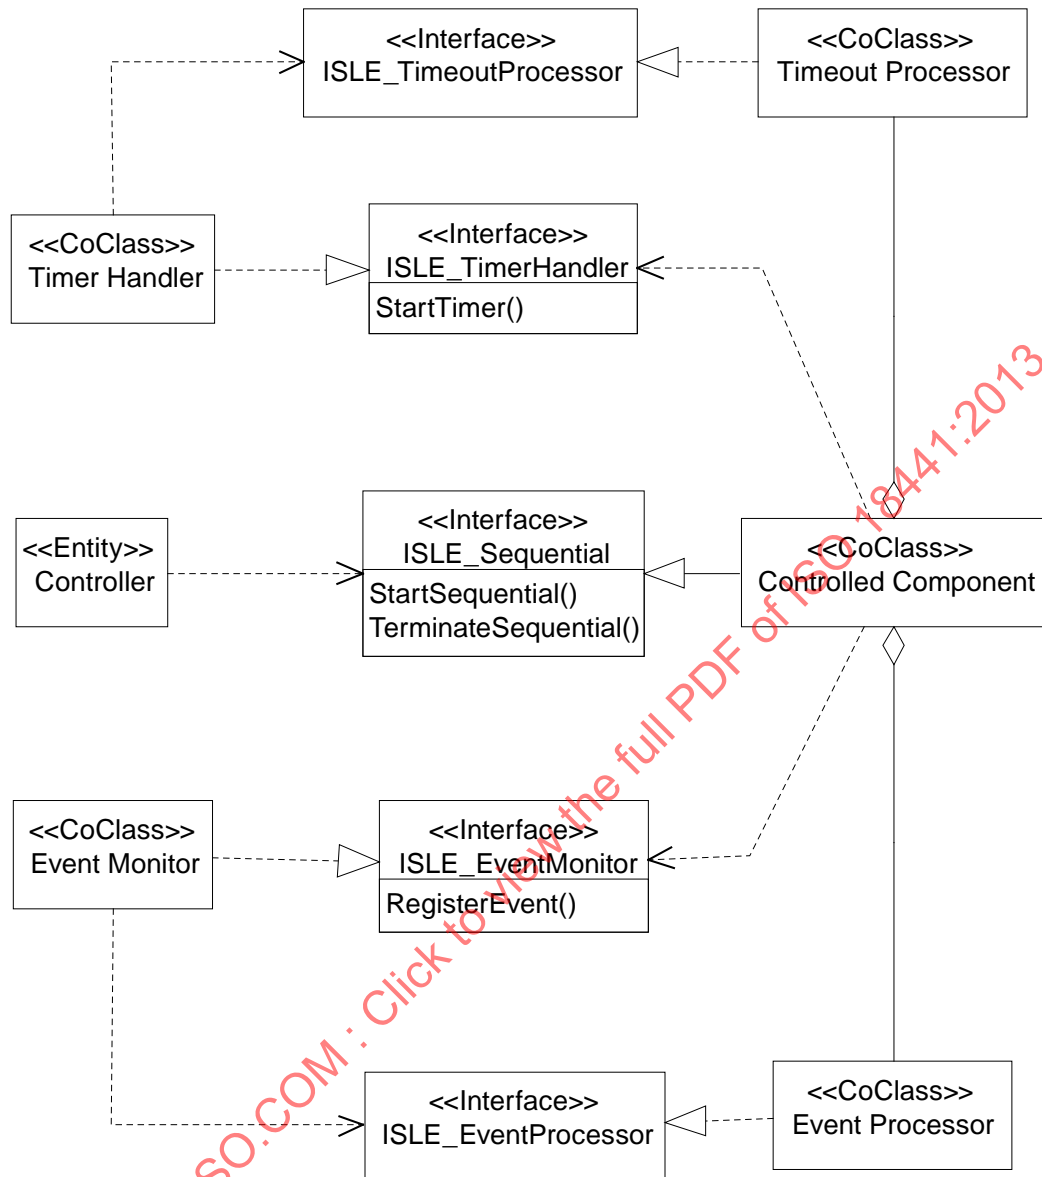 <<Interface>>
ISLE_TimeoutProcessor
<<CoClass>>
Timeout Processor
<<CoClass>>
Timer Handler
<<Interface>>
ISLE_TimerHandler
StartTimer()
<<Entity>>
Controller
<<Interface>>
ISLE_Sequential
StartSequential()
TerminateSequential()
<<CoClass>>
Controlled Component
<<CoClass>>
Event Monitor
<<Interface>>
ISLE_EventMonitor
RegisterEvent()
<<Interface>>
ISLE_EventProcessor
<<CoClass>>
Event Processor
SO.COM : Click to view the full PDF of ISO 18441:2013